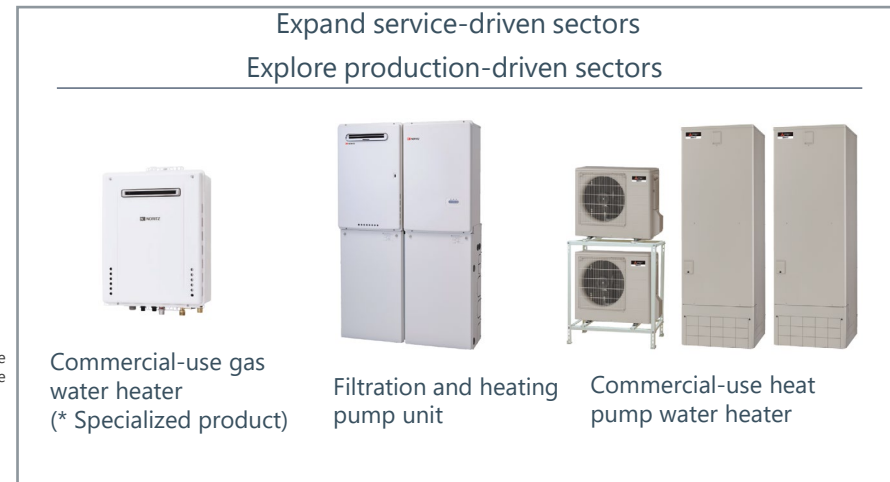 Expand service-driven sectors
Explore production-driven sectors
NORITZ
e
e
Commercial-use gas
water heater
(* Specialized product)
Filtration and heating
pump unit
Commercial-use heat
pump water heater